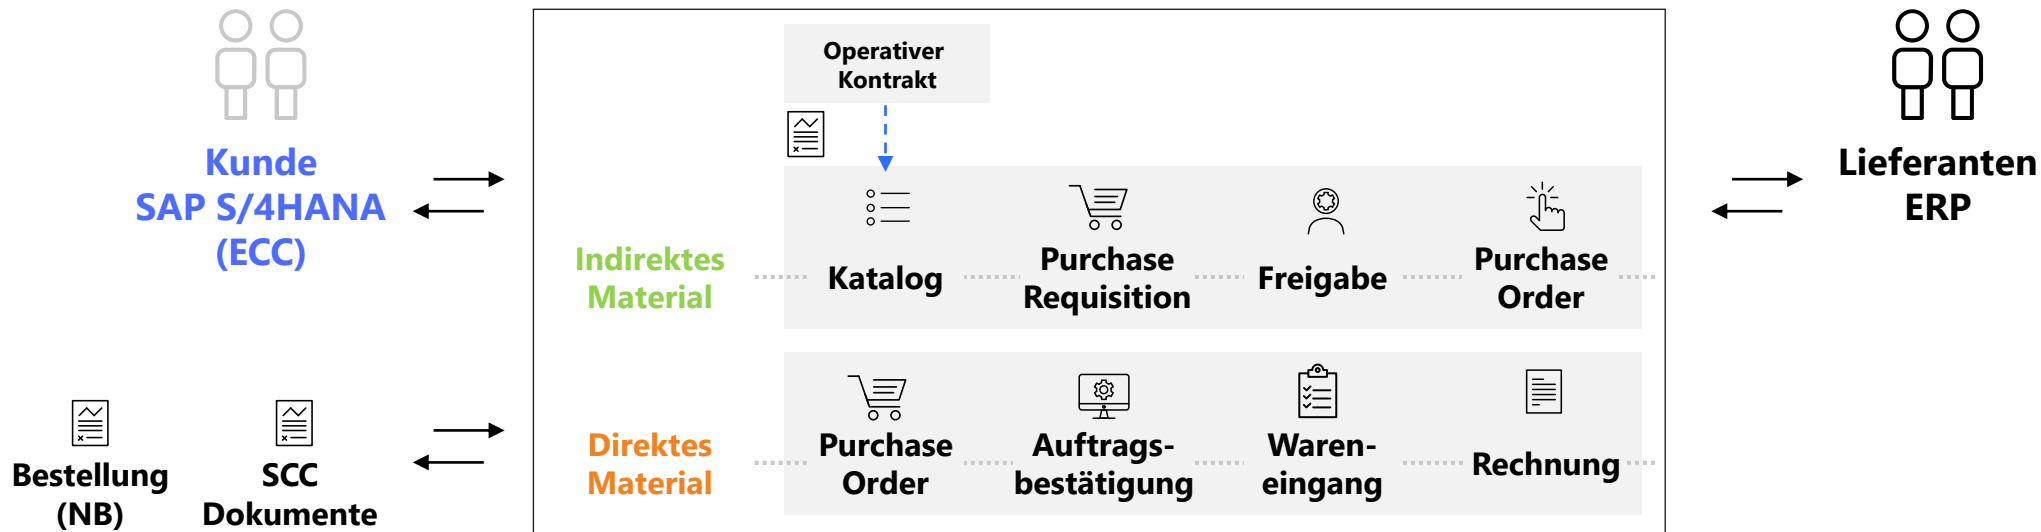 Operativer
Kontrakt
Kunde
SAP S/4HANA
(ECC)
Lieferanten
ERP
Indirektes
Material
Katalog
Purchase
Requisition
Freigabe
Purchase
Order
Bestellung
(NB)
SCC
Dokumente
Direktes
Material
Purchase
Order
Auftrags-
bestätigung
Waren-
eingang
Rechnung